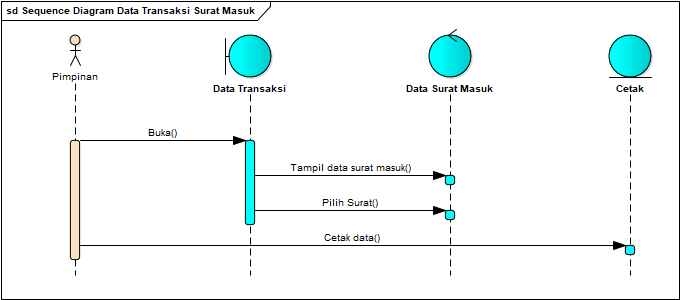 sd Sequence Diagram Data Transaksi Surat Masuk
Pimpinan
Data Transaksi
Data Surat Masuk
Cetak
Buka()
Tampil data surat masuk()
Pilih Surat()
Cetak data()